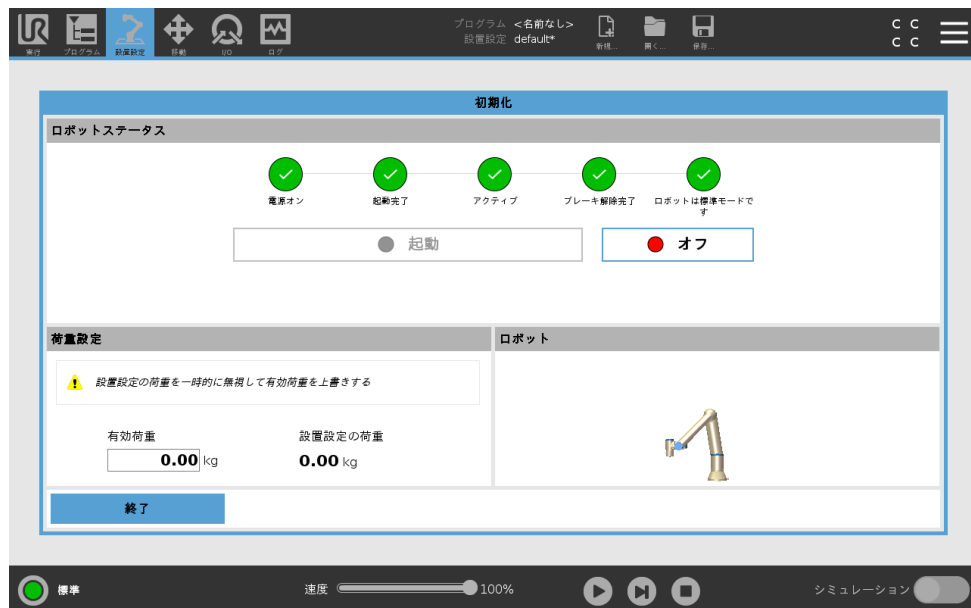 プログラム <名前なし>
設置設定 default*
実行
プログラム
設置設定
移動
I/O
ログ
新規...
開く...
保存...
C C
C C
初期化
ロボットステータス
電源オン
起動完了
アクティブ
ブレーキ解除完了
ロボットは標準モードで
す
起動
オフ
荷重設定
ロボット
設置設定の荷重を一時的に無視して有効荷重を上書きする
有効荷重
設置設定の荷重
0.00 kg
0.00 kg
終了
標準
速度
100%
シミュレーション